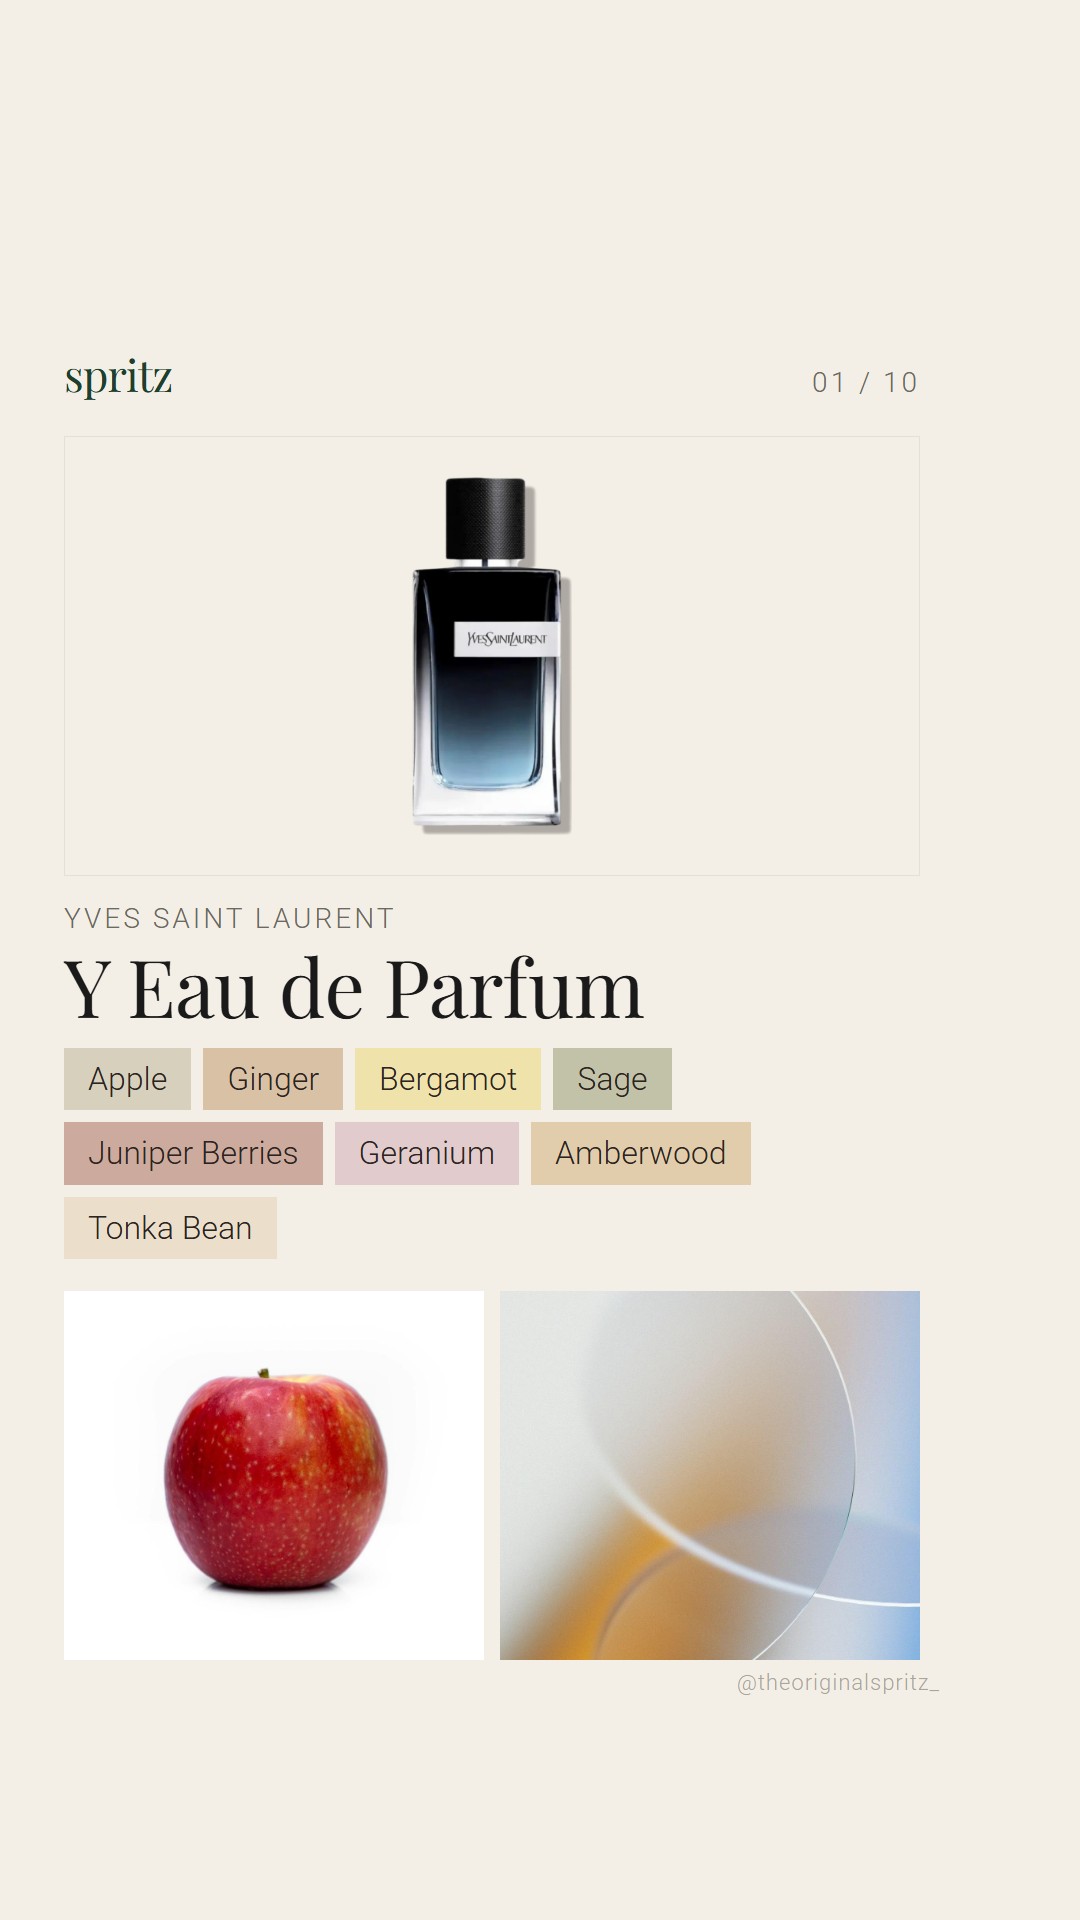 spritz
01 / 10
YVESSAINTLAURENT
YVES SAINT LAURENT
Y Eau de Parfum
Apple Ginger Bergamot Sage
Juniper Berries Geranium Amberwood
Tonka Bean
@theoriginalspritz_